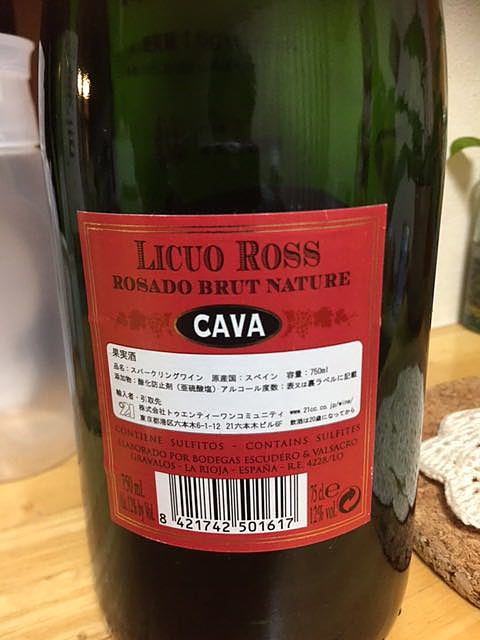 LICUO ROSS
ROSADO BRUT NATURE
CAVA
果実酒
品名：スパークリングワイン 原産国：スペイン 容量：750ml
添加物：酸化防止剤（亜硫酸塩）アルコール度数：表又は裏ラベルに記載
輸入者・引取先
21 株式会社トゥエンティーワンコミュニティ www.21cc.co.jp/wine/
東京都港区六本木6-1-12 21六本木ビル6F 飲酒は20歳になってから
CONTIENE SULFITOS - CONTAINS SULFITES
ELABORADO POR BODEGAS ESCUDERO & VALSACRO
GRAVALOS - LA RIOJA - ESPAÑA - R.E. 4228/LO
750 mL
Alc. 12% by Vol.
8 421742 501617
75 cl e
12% vol.